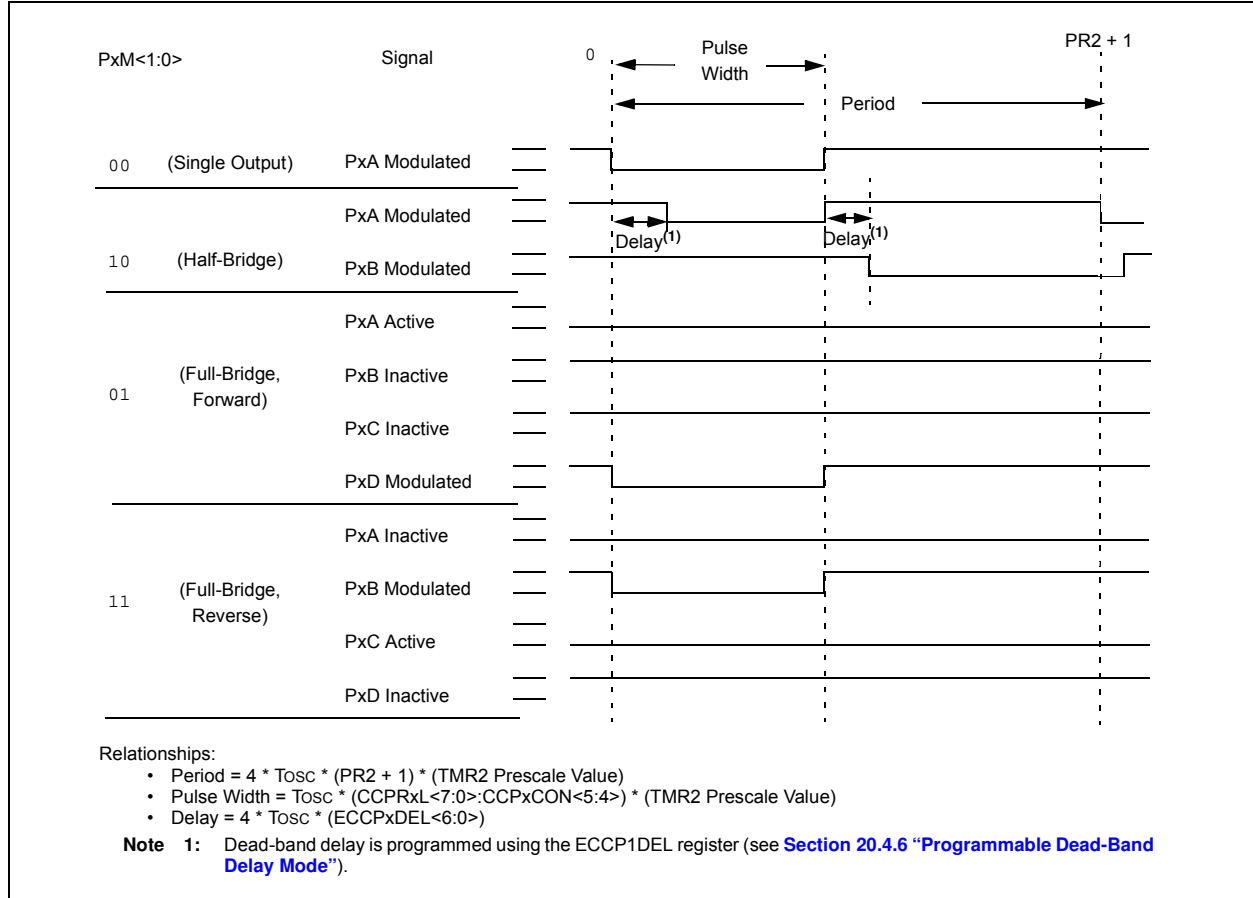 PxM<1:0>
Signal
0
Pulse
Width
PR2 + 1
Period
00 (Single Output) PxA Modulated
PxA Modulated
Delay(1) Delay(1)
10 (Half-Bridge) PxB Modulated
PxA Active
(Full-Bridge, PxB Inactive
01 Forward)
PxC Inactive
PxD Modulated
PxA Inactive
11 (Full-Bridge, PxB Modulated
Reverse)
PxC Active
PxD Inactive
Relationships:
• Period = 4 * TOSC * (PR2 + 1) * (TMR2 Prescale Value)
• Pulse Width = TOSC * (CCPRxL<7:0>:CCPxCON<5:4>) * (TMR2 Prescale Value)
• Delay = 4 * TOSC * (ECCPxDEL<6:0>)
Note 1: Dead-band delay is programmed using the ECCP1DEL register (see Section 20.4.6 “Programmable Dead-Band
Delay Mode”).